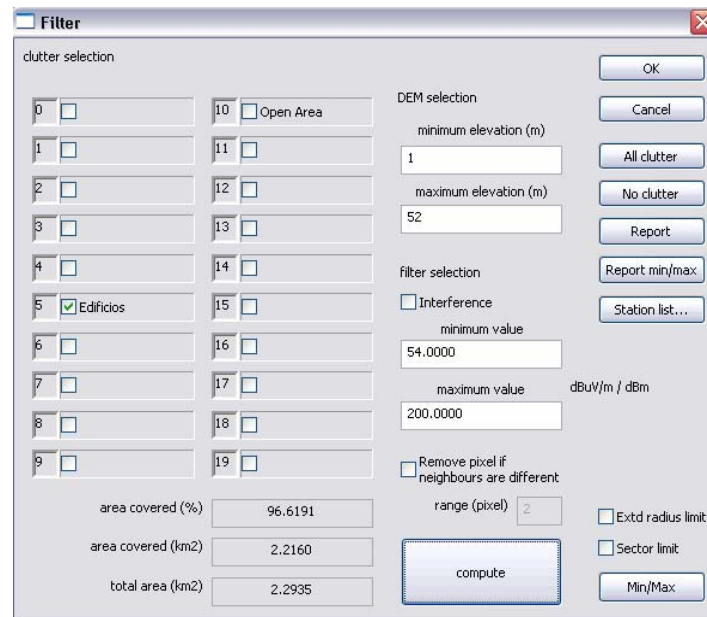 Filter
clutter selection
0
1
2
3
4
5 Edificios
6
7
8
9
10 Open Area
11
12
13
14
15
16
17
18
19
area covered (%) 96.6191
area covered (km2) 2.2160
total area (km2) 2.2935
DEM selection
minimum elevation (m)
1
maximum elevation (m)
52
filter selection
Interference
minimum value
54.0000
maximum value dBuV/m / dBm
200.0000
Remove pixel if
neighbours are different
range (pixel) 2
compute
OK
Cancel
All clutter
No clutter
Report
Report min/max
Station list...
Extd radius limit
Sector limit
Min/Max